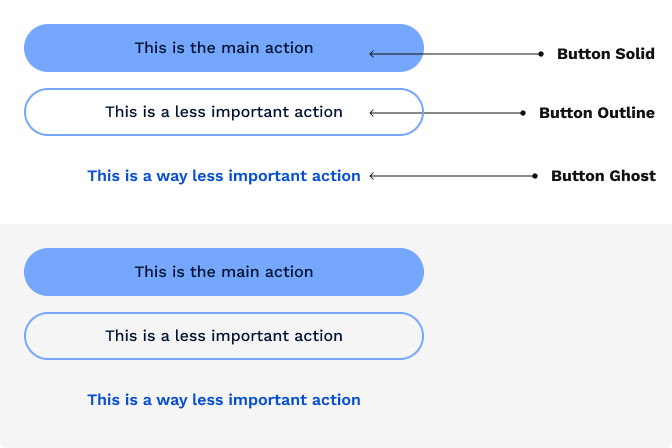 This is the main action
Button Solid
This is a less important action
Button Outline
This is a way less important action
Button Ghost
This is the main action
This is a less important action
This is a way less important action